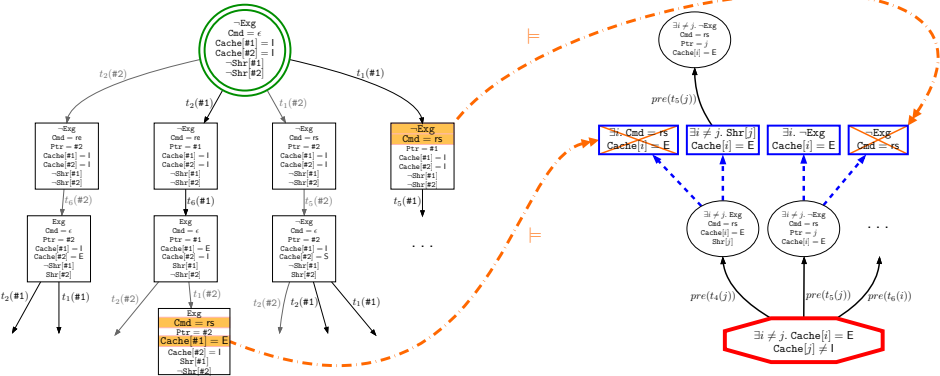 ¬Exg
Cmd = ϵ
Cache[#1] = I
Cache[#2] = I
¬Shr[#1]
¬Shr[#2]
t₂(#2)
t₂(#1)
t₁(#2)
t₁(#1)
¬Exg
Cmd = re
Ptr = #2
Cache[#1] = I
Cache[#2] = I
¬Shr[#1]
¬Shr[#2]
¬Exg
Cmd = re
Ptr = #1
Cache[#1] = I
Cache[#2] = I
¬Shr[#1]
¬Shr[#2]
¬Exg
Cmd = rs
Ptr = #2
Cache[#1] = I
Cache[#2] = I
¬Shr[#1]
¬Shr[#2]
¬Exg
Cmd = rs
Ptr = #1
Cache[#1] = I
Cache[#2] = I
¬Shr[#1]
¬Shr[#2]
t₆(#2)
t₆(#1)
t₅(#2)
t₅(#1)
Exg
Cmd = ϵ
Ptr = #2
Cache[#1] = I
Cache[#2] = E
¬Shr[#1]
Shr[#2]
Exg
Cmd = ϵ
Ptr = #1
Cache[#1] = E
Cache[#2] = I
Shr[#1]
¬Shr[#2]
¬Exg
Cmd = ϵ
Ptr = #2
Cache[#1] = I
Cache[#2] = S
¬Shr[#1]
Shr[#2]
. . .
t₂(#1)
t₁(#1)
t₂(#2)
t₁(#2)
t₂(#2)
t₂(#1)
t₁(#1)
Exg
Cmd = rs
Ptr = #2
Cache[#1] = E
Cache[#2] = I
Shr[#1]
¬Shr[#2]
⊨
⊨
∃i ≠ j. ¬Exg
Cmd = rs
Ptr = j
Cache[i] = E
pre(t₅(j))
∃i. Cmd = rs
Cache[i] = E
∃i ≠ j. Shr[j]
Cache[i] = E
∃i. ¬Exg
Cache[i] = E
¬Exg
Cmd = rs
∃i ≠ j. Exg
Cmd = rs
Cache[i] = E
Shr[j]
∃i ≠ j. ¬Exg
Cmd = rs
Ptr = j
Cache[i] = E
. . .
pre(t₄(j))
pre(t₅(j))
pre(t₆(i))
∃i ≠ j. Cache[i] = E
Cache[j] ≠ I